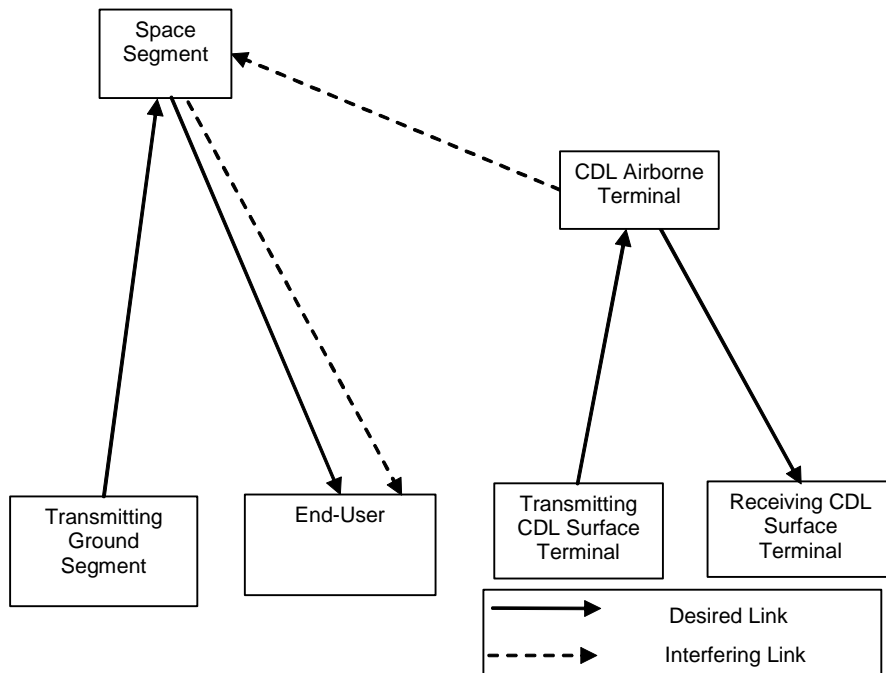 Space
Segment
CDL Airborne
Terminal
Transmitting
Ground
Segment
End-User
Transmitting
CDL Surface
Terminal
Receiving CDL
Surface
Terminal
Desired Link
Interfering Link